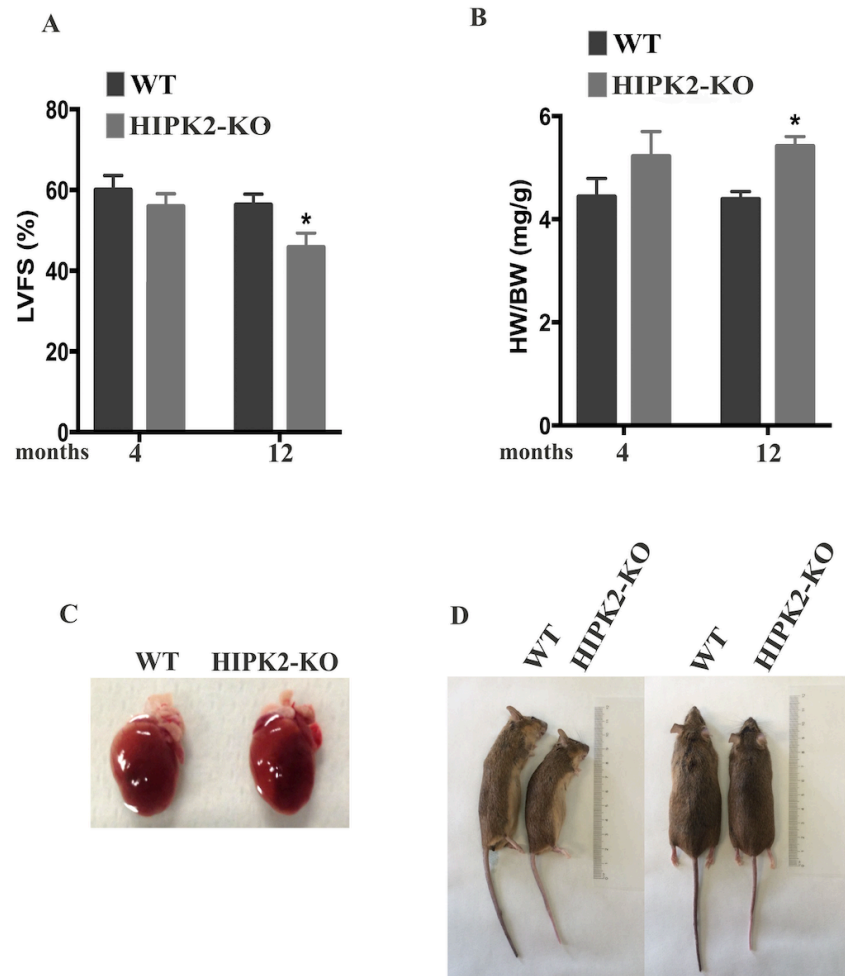 A
WT
HIPK2-KO
80
60
40
20
0
LVFS (%)
*
months 4 12
B
WT
HIPK2-KO
6
4
2
0
HW/BW (mg/g)
*
months 4 12
C
WT HIPK2-KO
D
WT HIPK2-KO WT HIPK2-KO